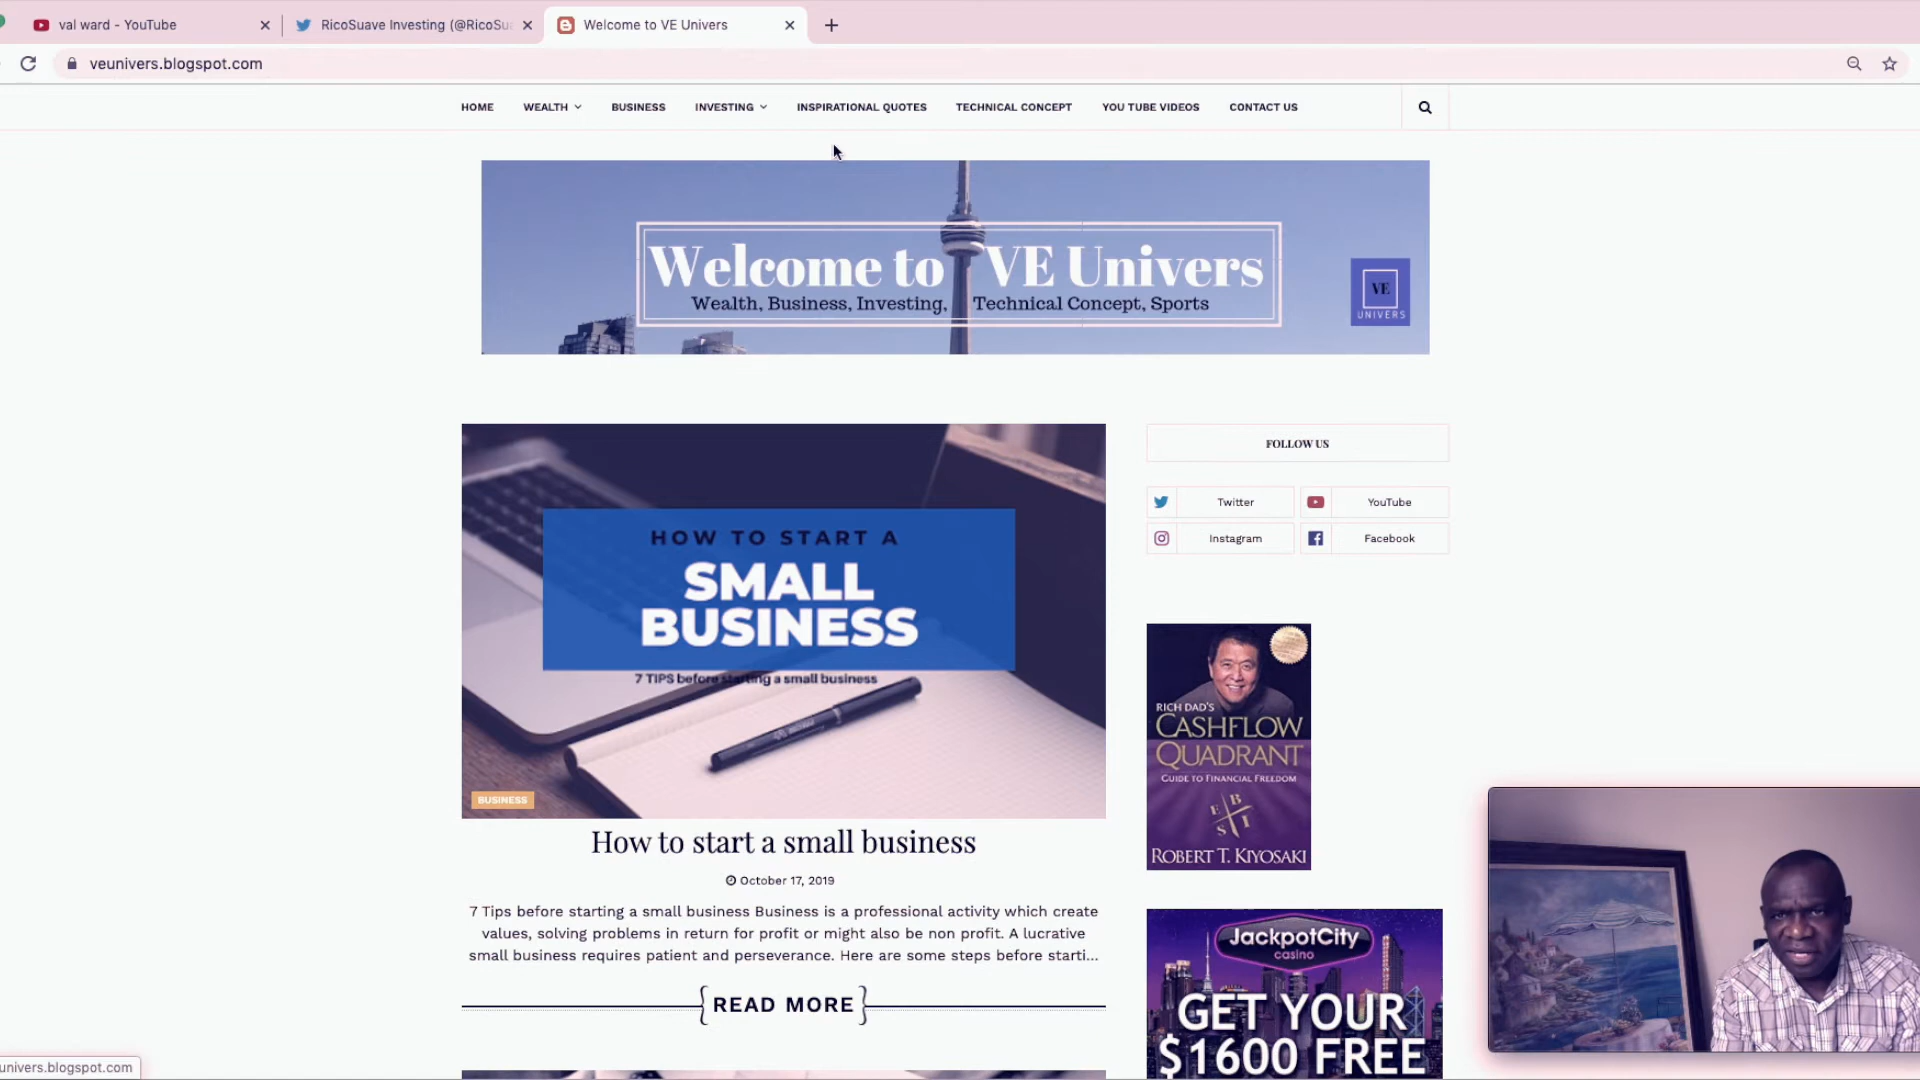 val ward - YouTube
RicoSuave Investing (@RicoSu
Welcome to VE Univers
veunivers.blogspot.com
HOME
WEALTH
BUSINESS
INVESTING
INSPIRATIONAL QUOTES
TECHNICAL CONCEPT
YOU TUBE VIDEOS
CONTACT US
Welcome to VE Univers
Wealth, Business, Investing, Technical Concept, Sports
VE
UNIVERS
HOW TO START A
SMALL
BUSINESS
7 TIPS before starting a small business
BUSINESS
How to start a small business
October 17, 2019
7 Tips before starting a small business Business is a professional activity which create
values, solving problems in return for profit or might also be non profit. A lucrative
small business requires patient and perseverance. Here are some steps before starti...
READ MORE
FOLLOW US
Twitter
YouTube
Instagram
Facebook
RICH DAD'S
CASHFLOW
QUADRANT
GUIDE TO FINANCIAL FREEDOM
E B
S I
ROBERT T. KIYOSAKI
JackpotCity
casino
GET YOUR
$1600 FREE
univers.blogspot.com